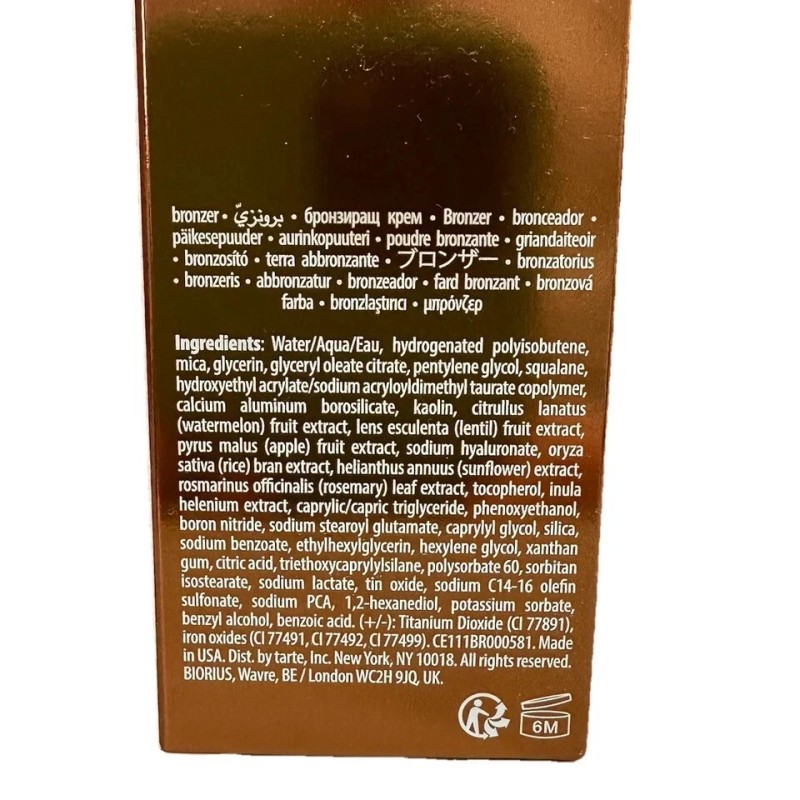 bronzer • برونزيّ • бронзиращ крем • Bronzer • bronceador •
päikesepuuder • aurinkopuuteri • poudre bronzante • griandaiteoir
• bronzosító • terra abbronzante • ブロンザー • bronzatorius
• bronzeris • abbronzatur • bronzeador • fard bronzant • bronzová
farba • bronzlaştırıcı • μπρόνζερ
Ingredients: Water/Aqua/Eau, hydrogenated polyisobutene,
mica, glycerin, glyceryl oleate citrate, pentylene glycol, squalane,
hydroxyethyl acrylate/sodium acryloyldimethyl taurate copolymer,
calcium aluminum borosilicate, kaolin, citrullus lanatus
(watermelon) fruit extract, lens esculenta (lentil) fruit extract,
pyrus malus (apple) fruit extract, sodium hyaluronate, oryza
sativa (rice) bran extract, helianthus annuus (sunflower) extract,
rosmarinus officinalis (rosemary) leaf extract, tocopherol, inula
helenium extract, caprylic/capric triglyceride, phenoxyethanol,
boron nitride, sodium stearoyl glutamate, caprylyl glycol, silica,
sodium benzoate, ethylhexylglycerin, hexylene glycol, xanthan
gum, citric acid, triethoxycaprylylsilane, polysorbate 60, sorbitan
isostearate, sodium lactate, tin oxide, sodium C14-16 olefin
sulfonate, sodium PCA, 1,2-hexanediol, potassium sorbate,
benzyl alcohol, benzoic acid. (+/-): Titanium Dioxide (CI 77891),
iron oxides (CI 77491, CI 77492, CI 77499). CE111BR000581. Made
in USA. Dist. by tarte, Inc. New York, NY 10018. All rights reserved.
BIORIUS, Wavre, BE / London WC2H 9JQ, UK.
6M